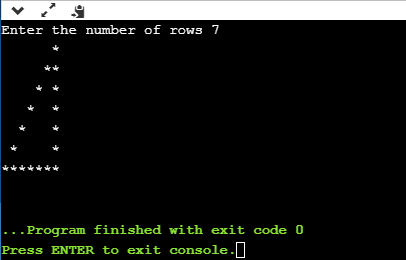 Enter the number of rows 7
      *
     **
    * *
   *  *
  *   *
 *    *
*******
...Program finished with exit code 0
Press ENTER to exit console.